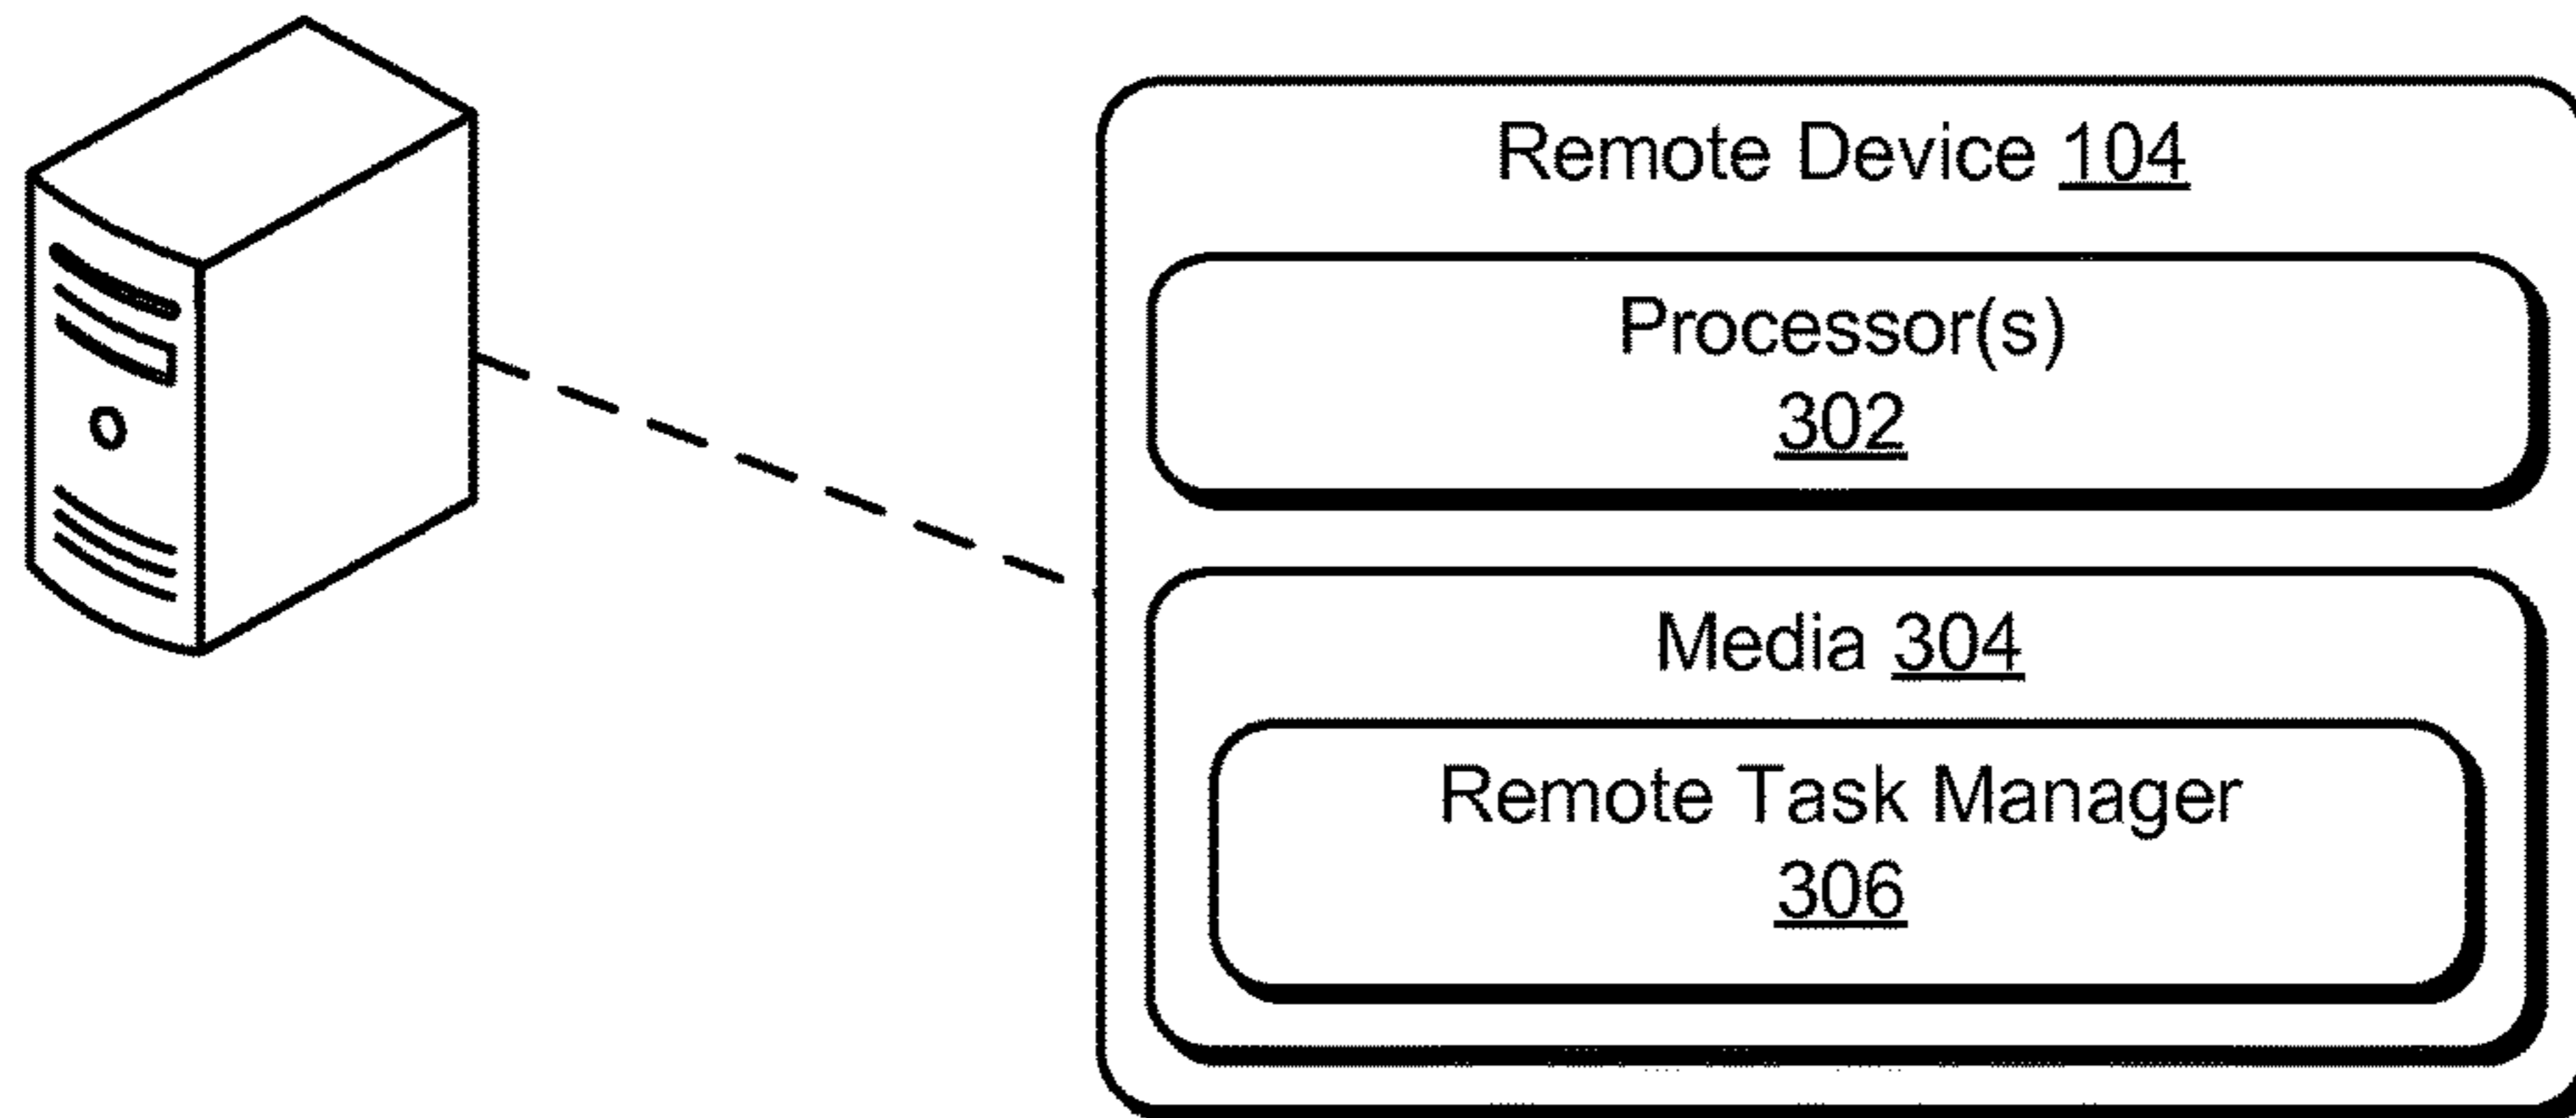 Remote Device 104
Processor(s)
302
Media 304
Remote Task Manager
306